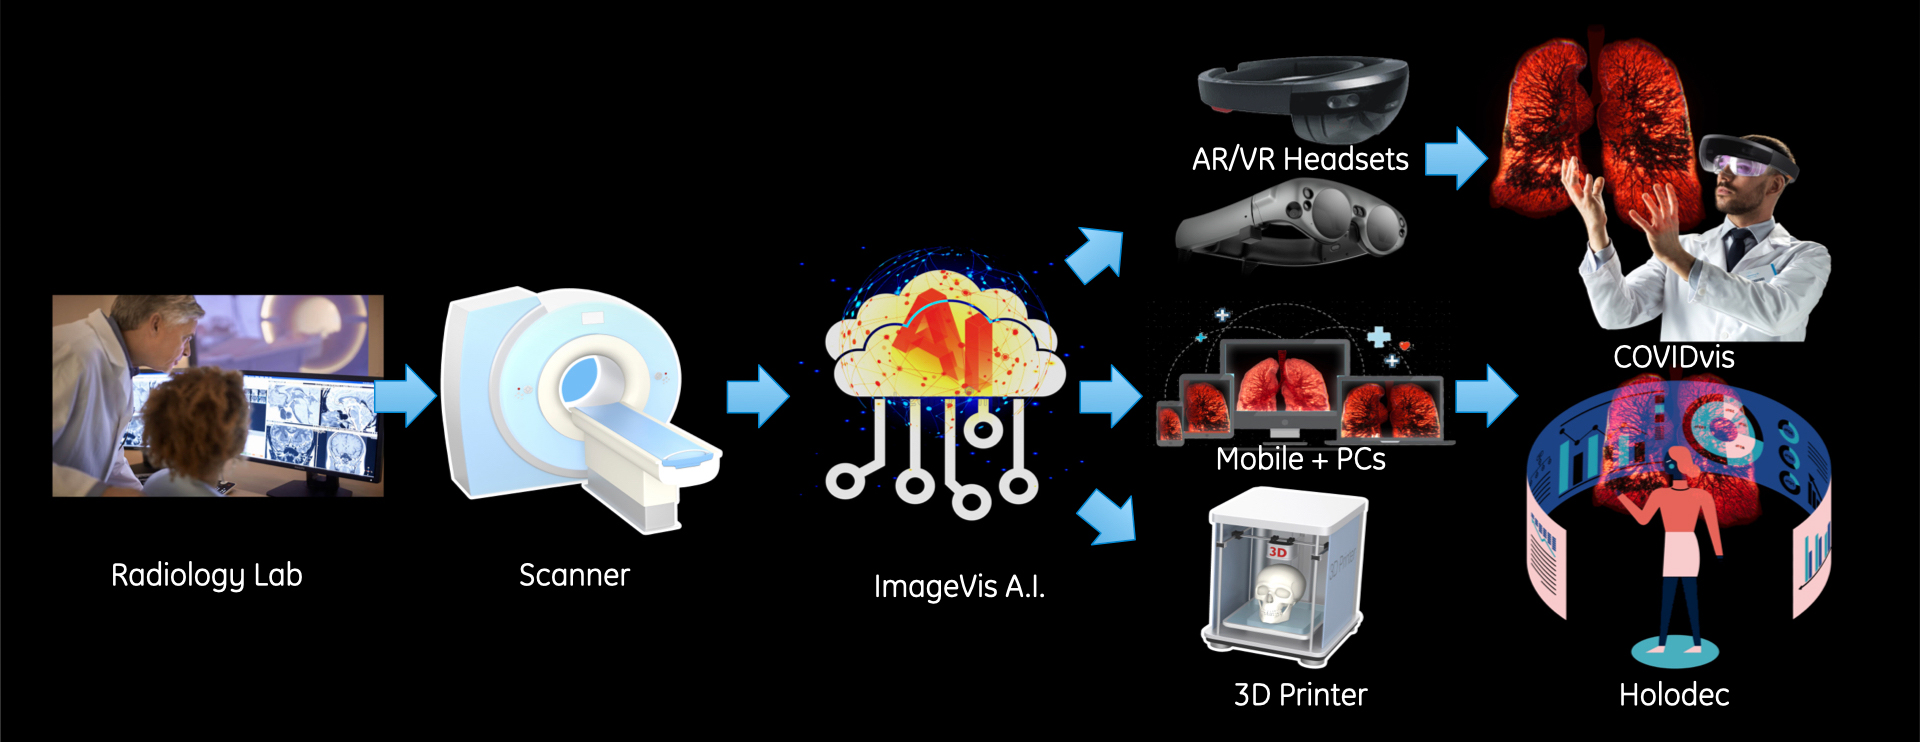 AR/VR Headsets
COVIDvis
AI
Mobile + PCs
3D
3D Printer
Radiology Lab
Scanner
ImageVis A.I.
3D Printer
Holodec